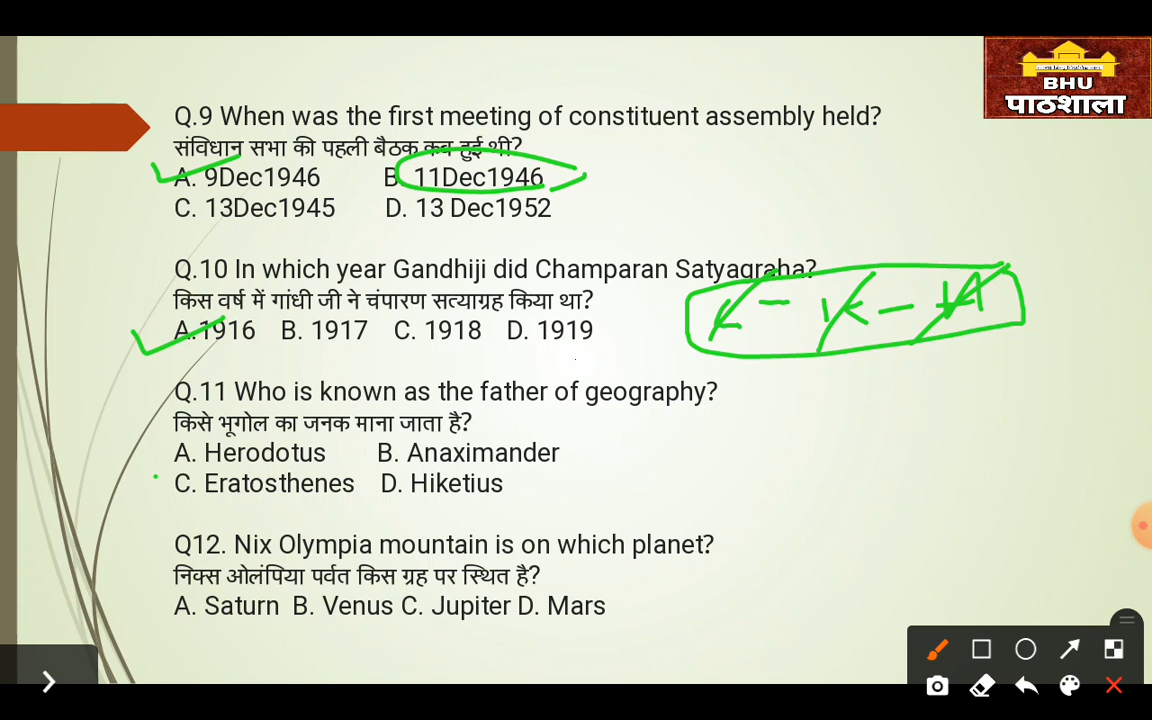 BHU
पाठशाला
Q.9 When was the first meeting of constituent assembly held?
संविधान सभा की पहली बैठक कब हुई थी?
A. 9Dec1946 B. 11Dec1946
C. 13Dec1945 D. 13 Dec1952
Q.10 In which year Gandhiji did Champaran Satyagraha?
किस वर्ष में गांधी जी ने चंपारण सत्याग्रह किया था?
A.1916 B. 1917 C. 1918 D. 1919
Q.11 Who is known as the father of geography?
किसे भूगोल का जनक माना जाता है?
A. Herodotus B. Anaximander
C. Eratosthenes D. Hiketius
Q12. Nix Olympia mountain is on which planet?
निक्स ओलंपिया पर्वत किस ग्रह पर स्थित है?
A. Saturn B. Venus C. Jupiter D. Mars